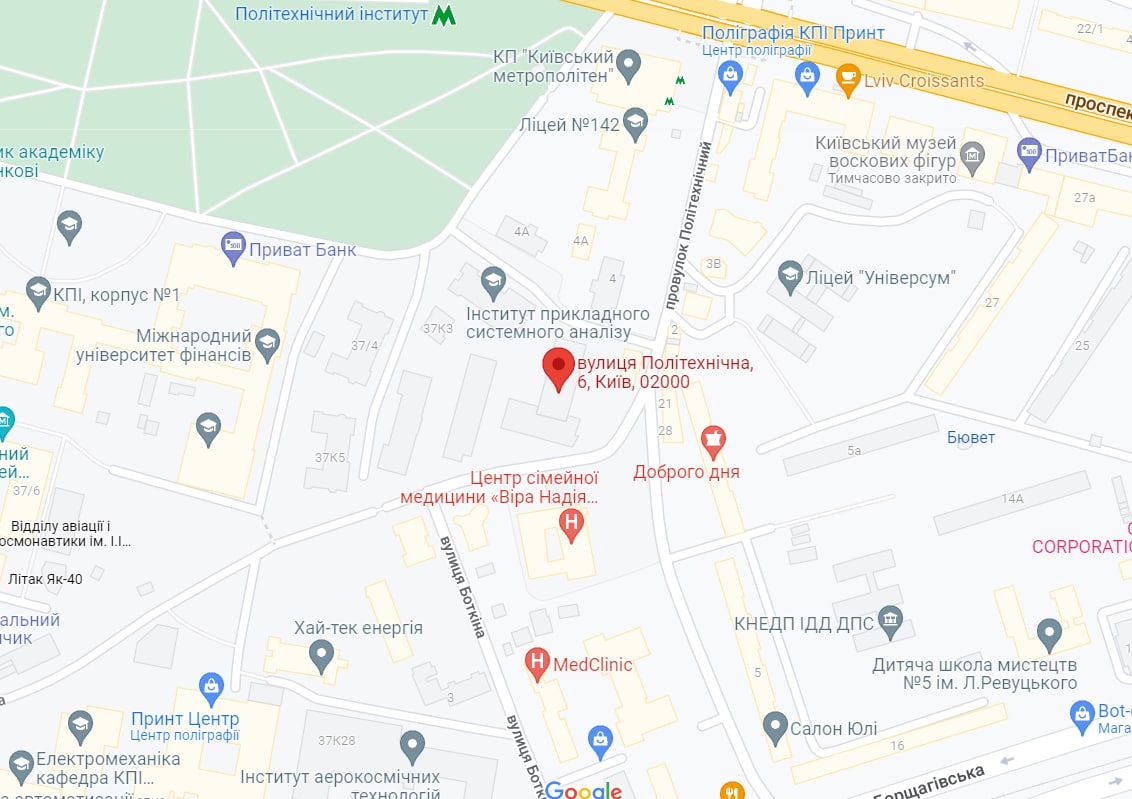 Політехнічний інститут
Поліграфія КПІ Принт
Центр поліграфії
22/1
КП "Київський
метрополітен"
Lviv Croissants
проспек
Ліцей №142
Київський музей
воскових фігур
Тимчасово закрито
ПриватБан
ик академіку
нкові
27а
провулок Політехнічний
4А
4А
Приват Банк
3В
4
Ліцей "Універсум"
КПІ, корпус №1
Інститут прикладного
системного аналізу
27
м.
го
Міжнародний
університет фінансів
37К3
37/4
2
25
вулиця Політехнічна,
6, Київ, 02000
21
28
Бювет
5а
ний
ей...
37К5
Доброго дня
Центр сімейної
медицини «Віра Надія...
37/6
14А
Відділу авіації і
осмонавтики ім. І.І...
CORPORATIO
Літак Як-40
вулиця Боткіна
альний
чик
Хай-тек енергія
КНЕДП ІДД ДПС
MedClinic
Дитяча школа мистецтв
№5 ім. Л.Ревуцького
5
3
Принт Центр
Центр поліграфії
Bot-
Мага
Салон Юлі
16
37К28
вулиця Ботк
Електромеханіка
кафедра КПІ...
Інститут аерокосмічних
технологій
Борщагівська
Google